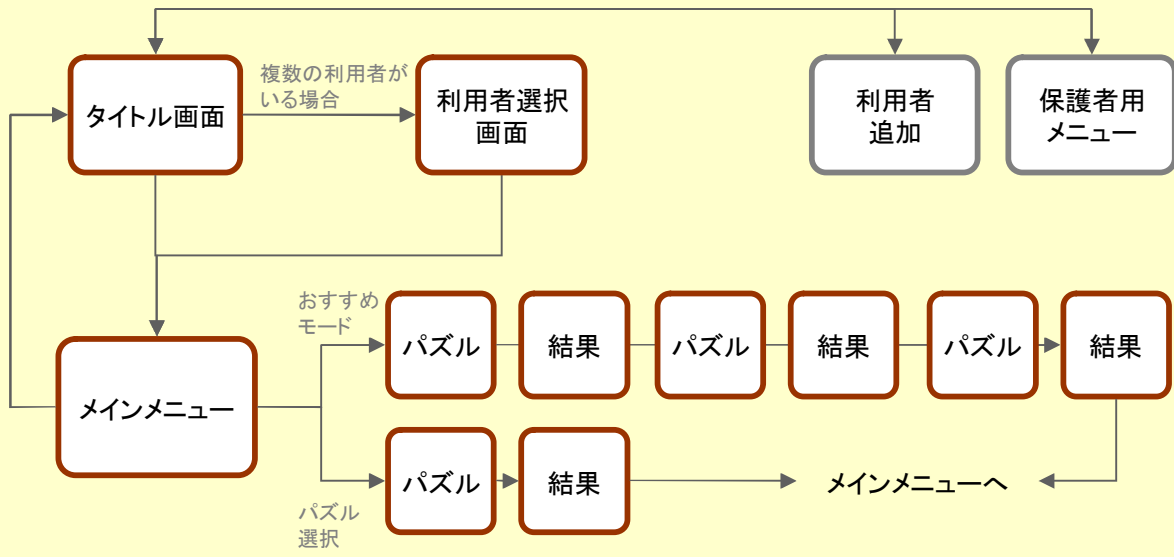 タイトル画面
複数の利用者が
いる場合
利用者選択
画面
利用者
追加
保護者用
メニュー
メインメニュー
おすすめ
モード
パズル
結果
パズル
結果
パズル
結果
パズル
選択
パズル
結果
メインメニューへ